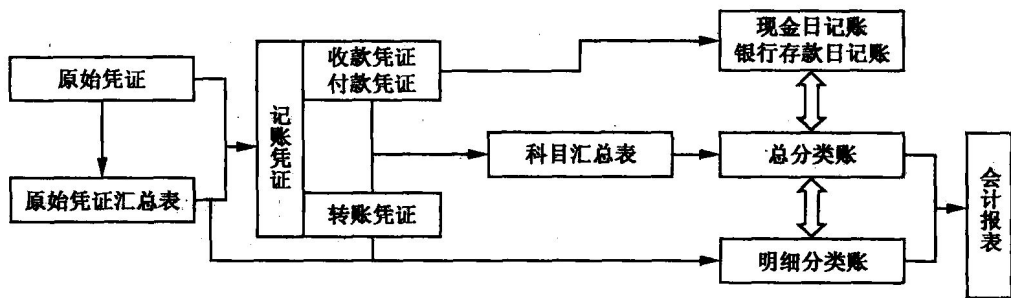 原始凭证
原始凭证汇总表
记账凭证
收款凭证
付款凭证
转账凭证
科目汇总表
现金日记账
银行存款日记账
总分类账
明细分类账
会计报表